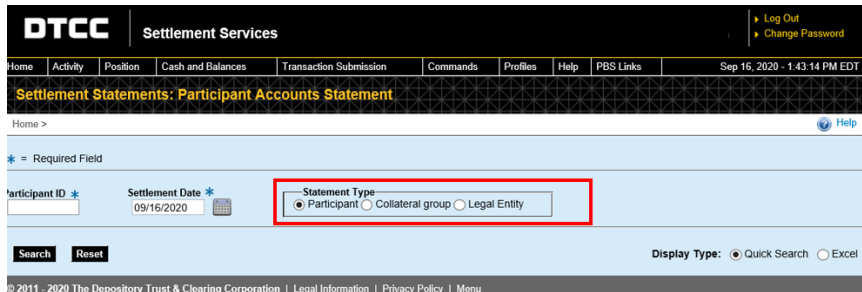 DTCC Settlement Services
Log Out
Change Password
Home Activity Position Cash and Balances Transaction Submission Commands Profiles Help PBS Links Sep 16, 2020 - 1:43:14 PM EDT
Settlement Statements: Participant Accounts Statement
Home > Help
* = Required Field
Participant ID * Settlement Date * Statement Type
09/16/2020 Participant Collateral group Legal Entity
Search Reset Display Type: Quick Search Excel
© 2011 - 2020 The Depository Trust & Clearing Corporation | Legal Information | Privacy Policy | Menu